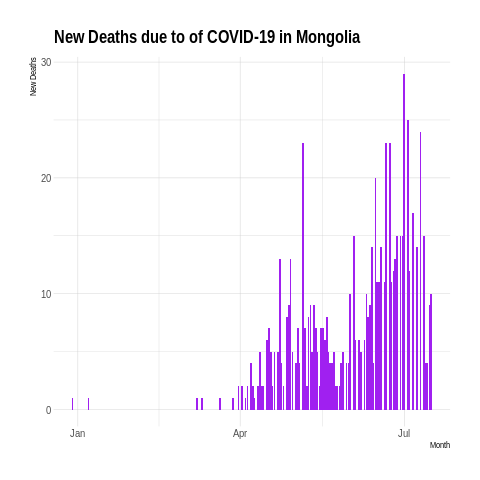 New Deaths due to of COVID-19 in Mongolia
New Deaths
30
20
10
0
Jan
Apr
Jul
Month